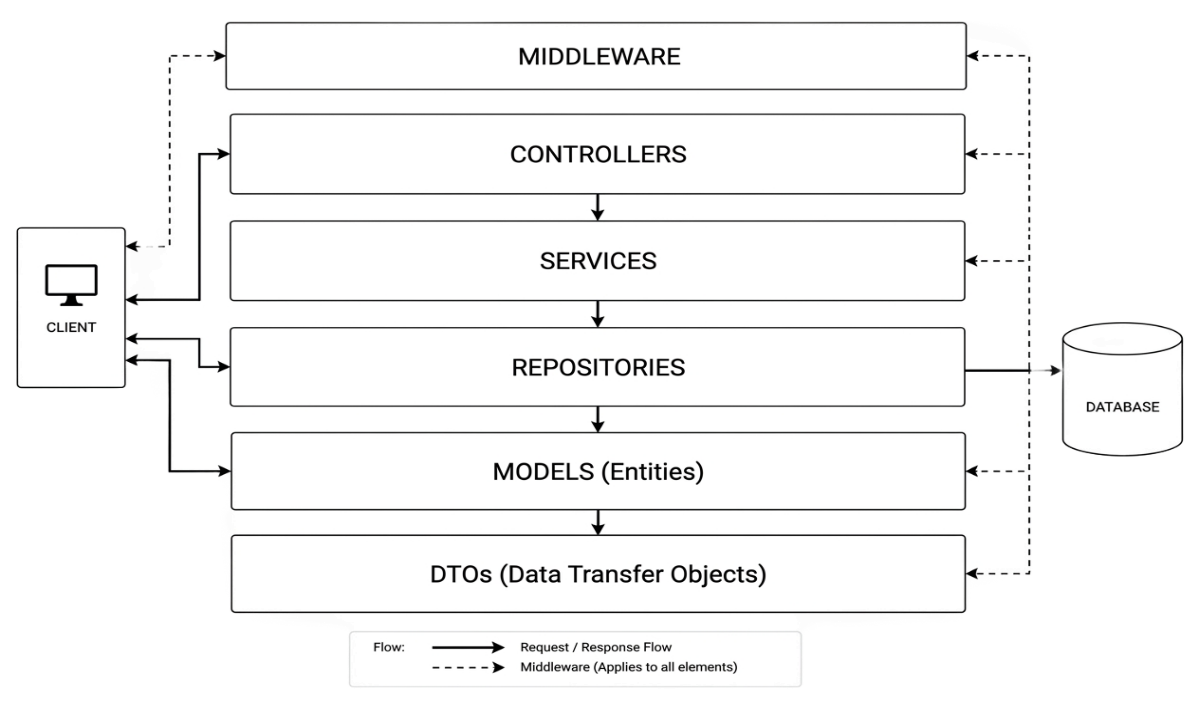 MIDDLEWARE
CONTROLLERS
SERVICES
CLIENT
REPOSITORIES
DATABASE
MODELS (Entities)
DTOs (Data Transfer Objects)
Flow: Request / Response Flow
Middleware (Applies to all elements)